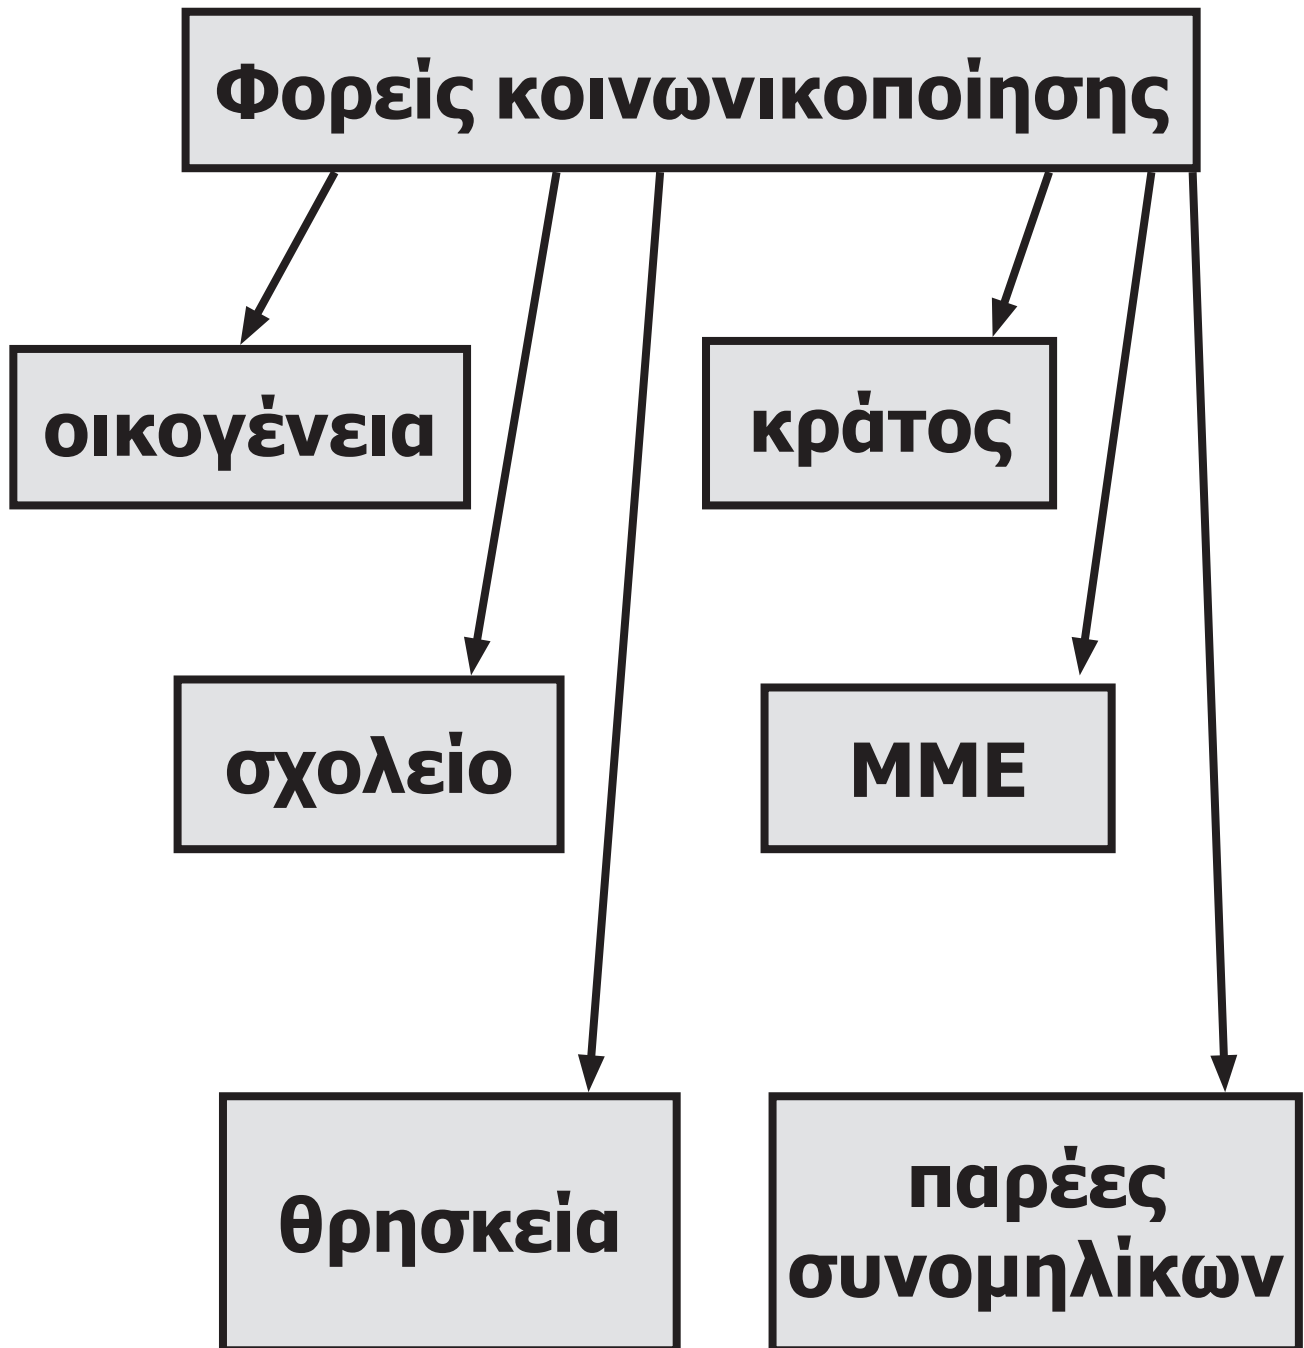 Φορείς κοινωνικοποίησης
οικογένεια
κράτος
σχολείο
ΜΜΕ
θρησκεία
παρέες
συνομηλίκων